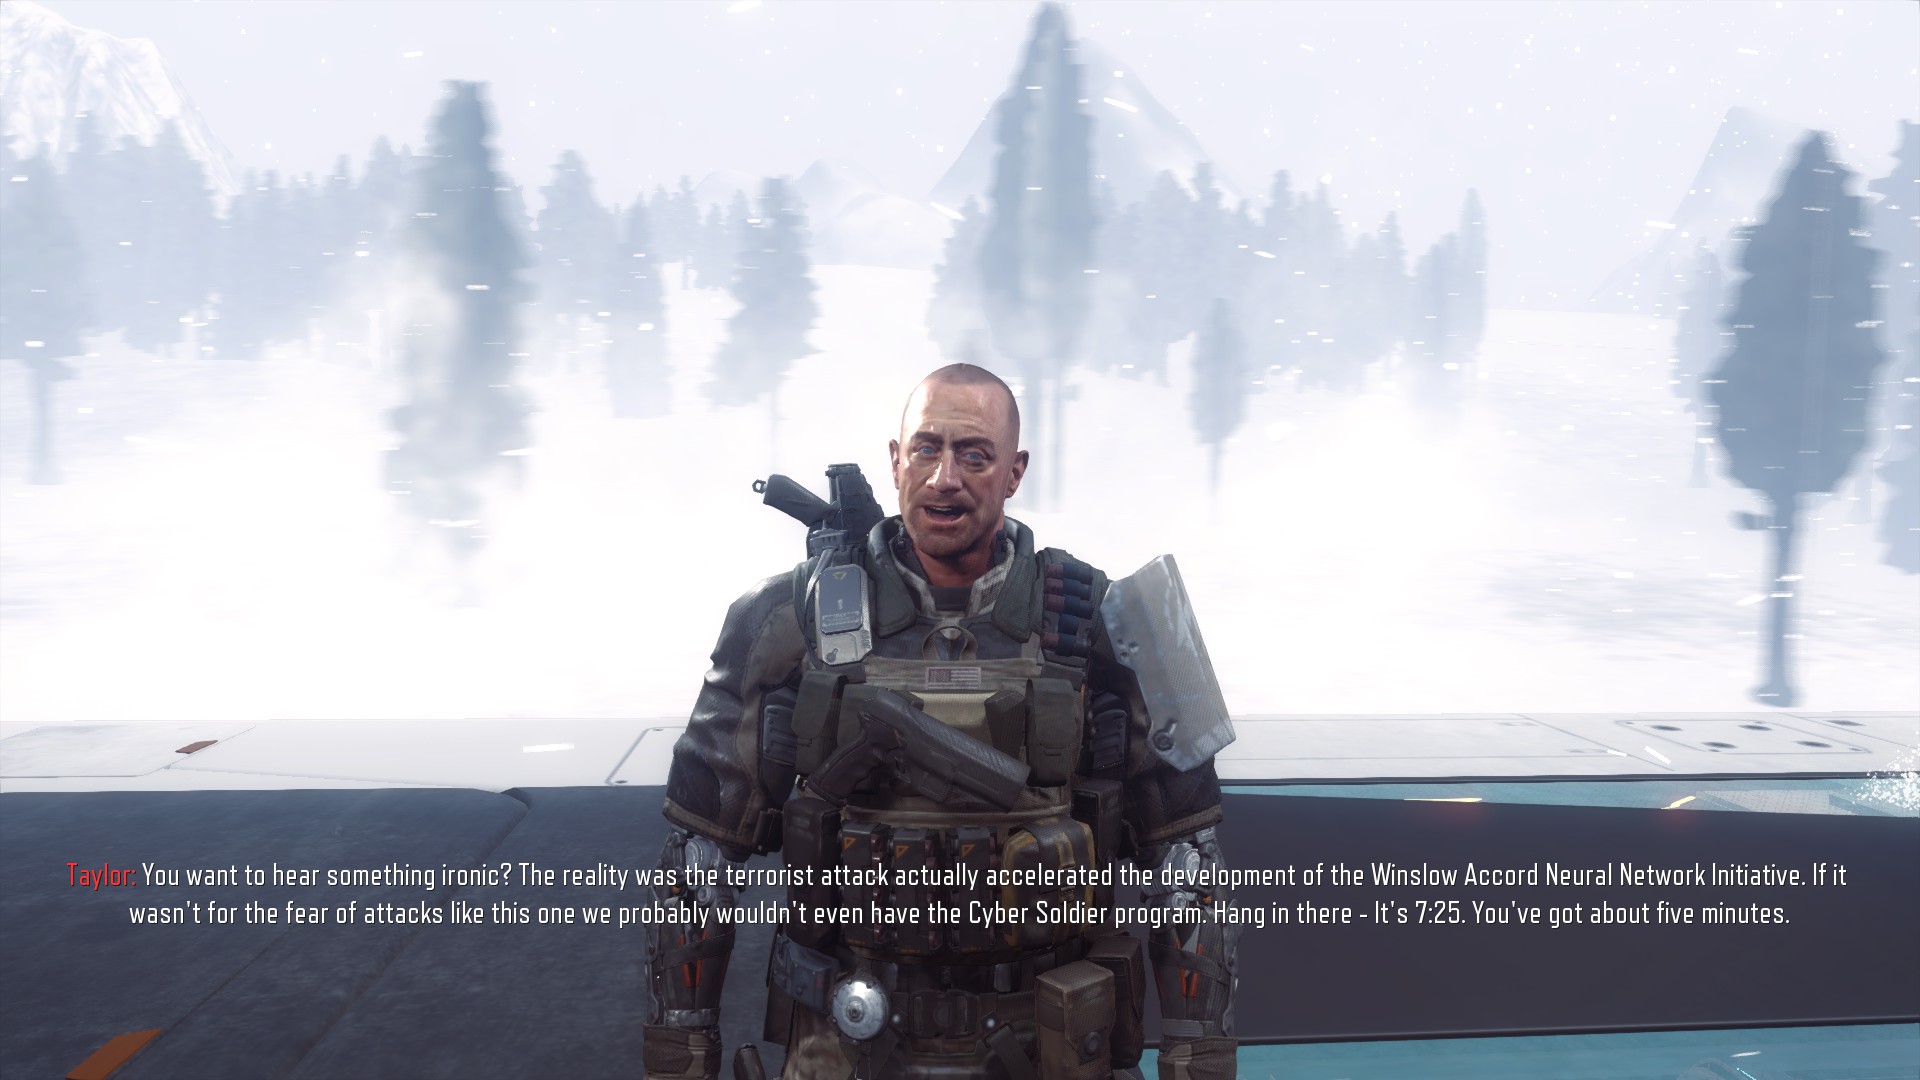 Taylor: You want to hear something ironic? The reality was the terrorist attack actually accelerated the development of the Winslow Accord Neural Network Initiative. If it
wasn't for the fear of attacks like this one we probably wouldn't even have the Cyber Soldier program. Hang in there - It's 7:25. You've got about five minutes.